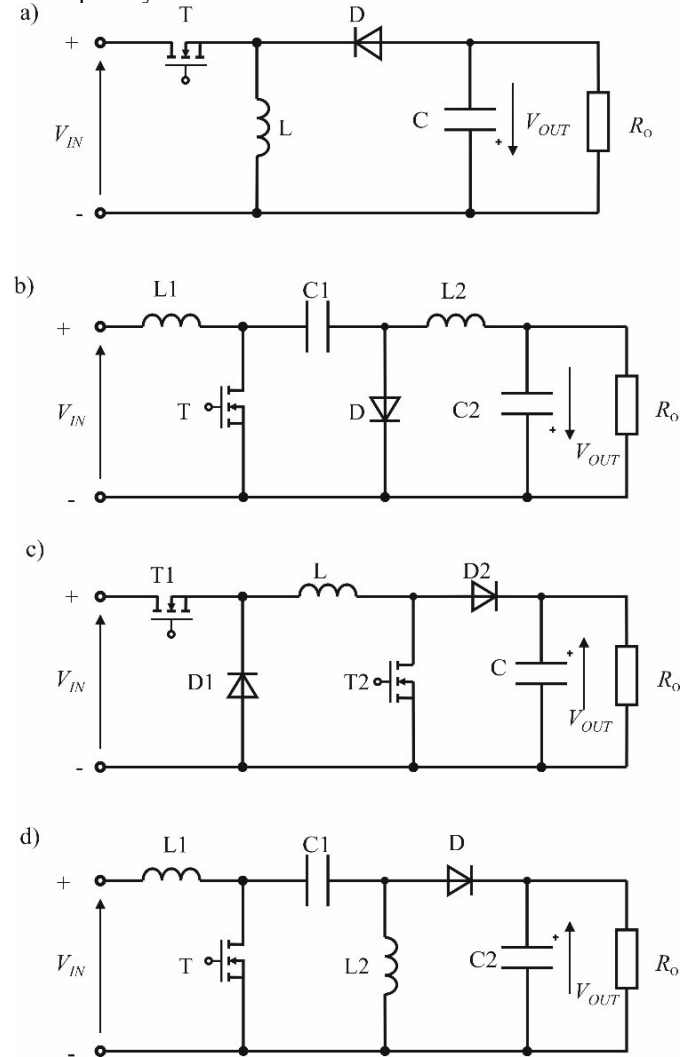 a)
T
D
+
V_IN
L
C
+
V_OUT
R_o
-
b)
L1
C1
L2
+
V_IN
T
D
C2
+
V_OUT
R_o
-
c)
T1
L
D2
+
V_IN
D1
T2
C
+
V_OUT
R_o
-
d)
L1
C1
D
+
V_IN
T
L2
C2
+
V_OUT
R_o
-